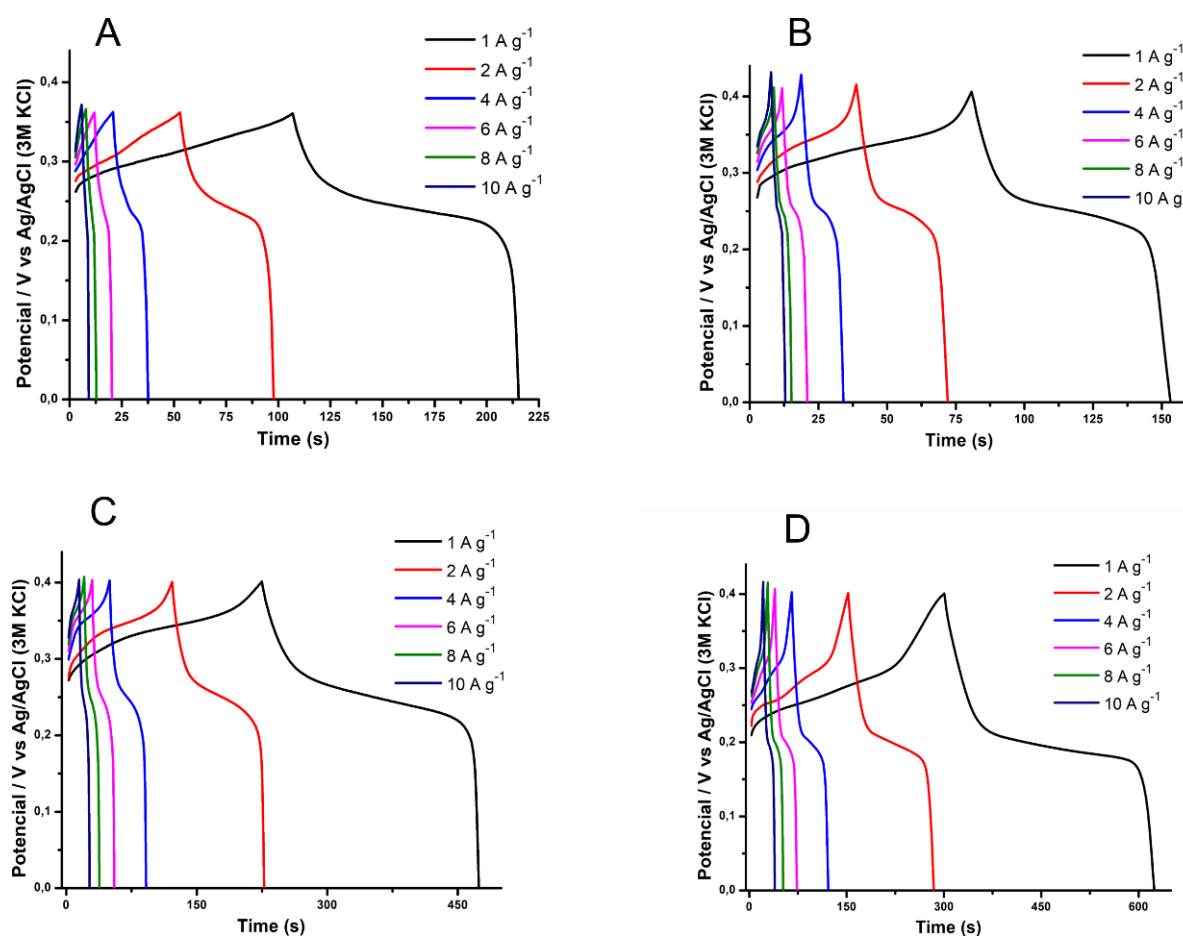 A
1 A g⁻¹
2 A g⁻¹
4 A g⁻¹
6 A g⁻¹
8 A g⁻¹
10 A g⁻¹
Potencial / V vs Ag/AgCl (3M KCl)
0,4
0,3
0,2
0,1
0,0
0 25 50 75 100 125 150 175 200 225
Time (s)
B
1 A g⁻¹
2 A g⁻¹
4 A g⁻¹
6 A g⁻¹
8 A g⁻¹
10 A g⁻¹
Potencial / V vs Ag/AgCl (3M KCl)
0,4
0,3
0,2
0,1
0,0
0 25 50 75 100 125 150
Time (s)
C
1 A g⁻¹
2 A g⁻¹
4 A g⁻¹
6 A g⁻¹
8 A g⁻¹
10 A g⁻¹
Potencial / V vs Ag/AgCl (3M KCl)
0,4
0,3
0,2
0,1
0,0
0 150 300 450
Time (s)
D
1 A g⁻¹
2 A g⁻¹
4 A g⁻¹
6 A g⁻¹
8 A g⁻¹
10 A g⁻¹
Potencial / V vs Ag/AgCl (3M KCl)
0,4
0,3
0,2
0,1
0,0
0 150 300 450 600
Time (s)